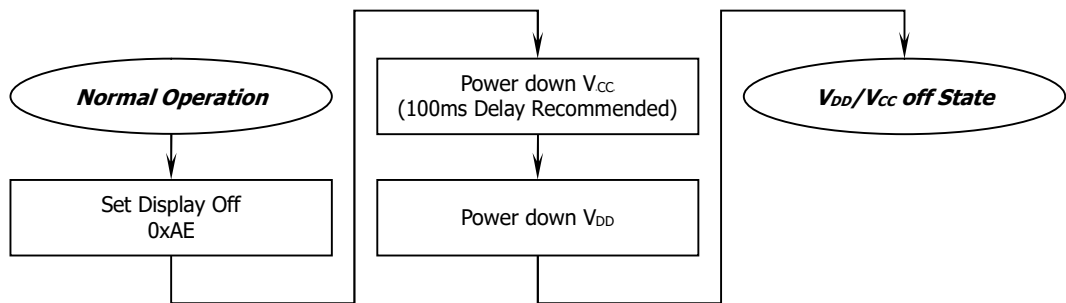 Normal Operation
Set Display Off
0xAE
Power down VCC
(100ms Delay Recommended)
Power down VDD
VDD/VCC off State